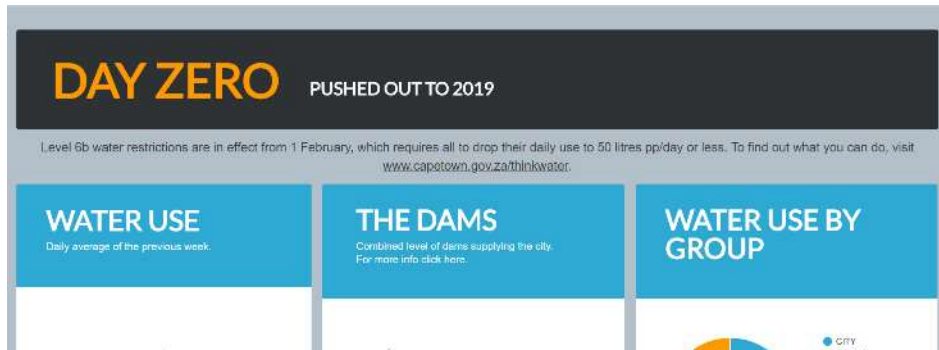 DAY ZERO PUSHED OUT TO 2019
Level 6b water restrictions are in effect from 1 February, which requires all to drop their daily use to 50 litres pp/day or less. To find out what you can do, visit
www.capetown.gov.za/thinkwater.
WATER USE
Daily average of the previous week.
THE DAMS
Combined level of dams supplying the city.
For more info click here.
WATER USE BY
GROUP
CITY